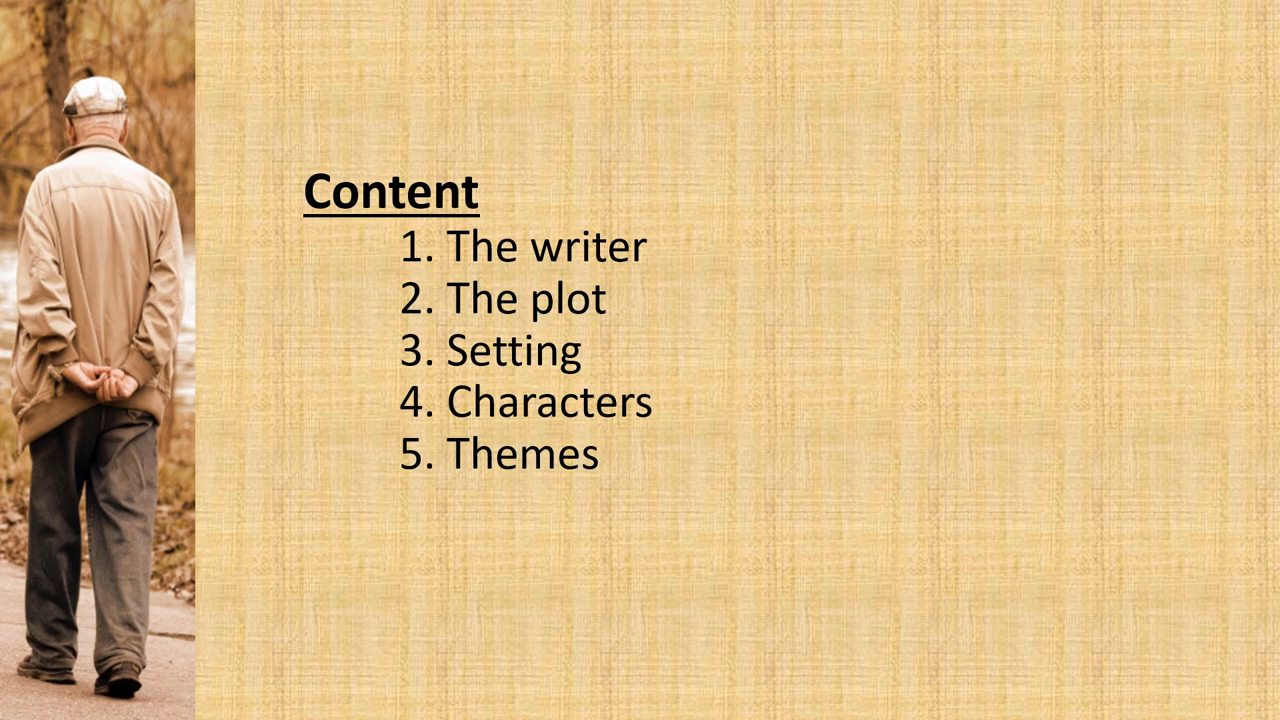 Content
1. The writer
2. The plot
3. Setting
4. Characters
5. Themes